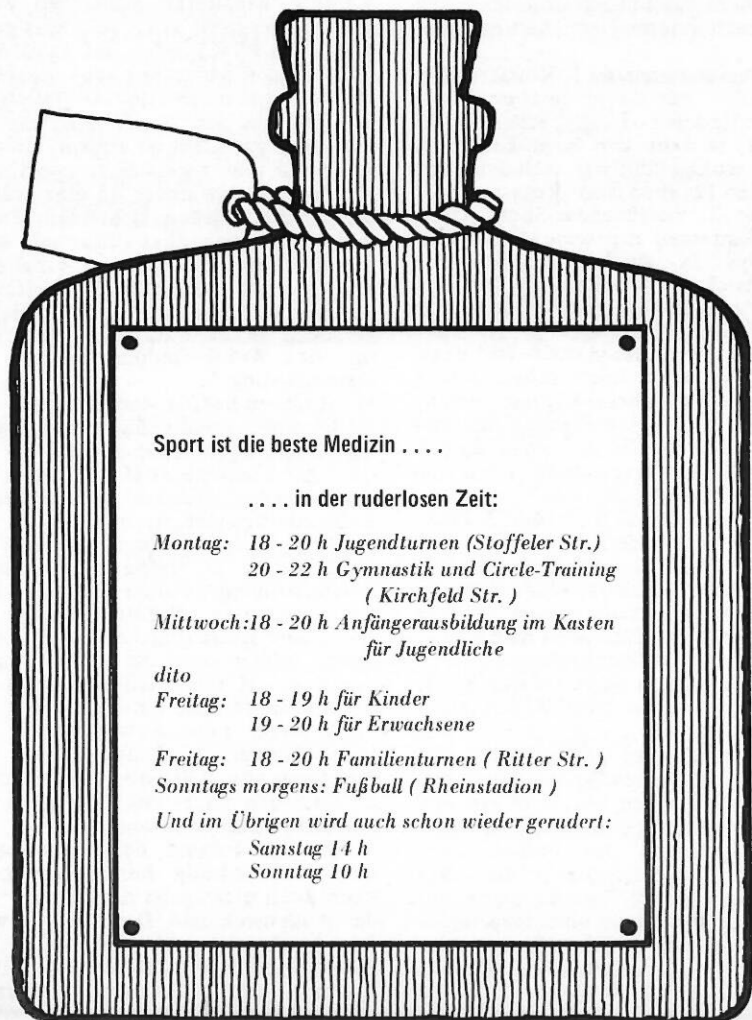 Sport ist die beste Medizin . . . .
. . . . in der ruderlosen Zeit:
Montag: 18 - 20 h Jugendturnen (Stoffeler Str.)
20 - 22 h Gymnastik und Circle-Training
( Kirchfeld Str. )
Mittwoch: 18 - 20 h Anfängerausbildung im Kasten
für Jugendliche
dito
Freitag: 18 - 19 h für Kinder
19 - 20 h für Erwachsene
Freitag: 18 - 20 h Familienturnen ( Ritter Str. )
Sonntags morgens: Fußball ( Rheinstadion )
Und im Übrigen wird auch schon wieder gerudert:
Samstag 14 h
Sonntag 10 h